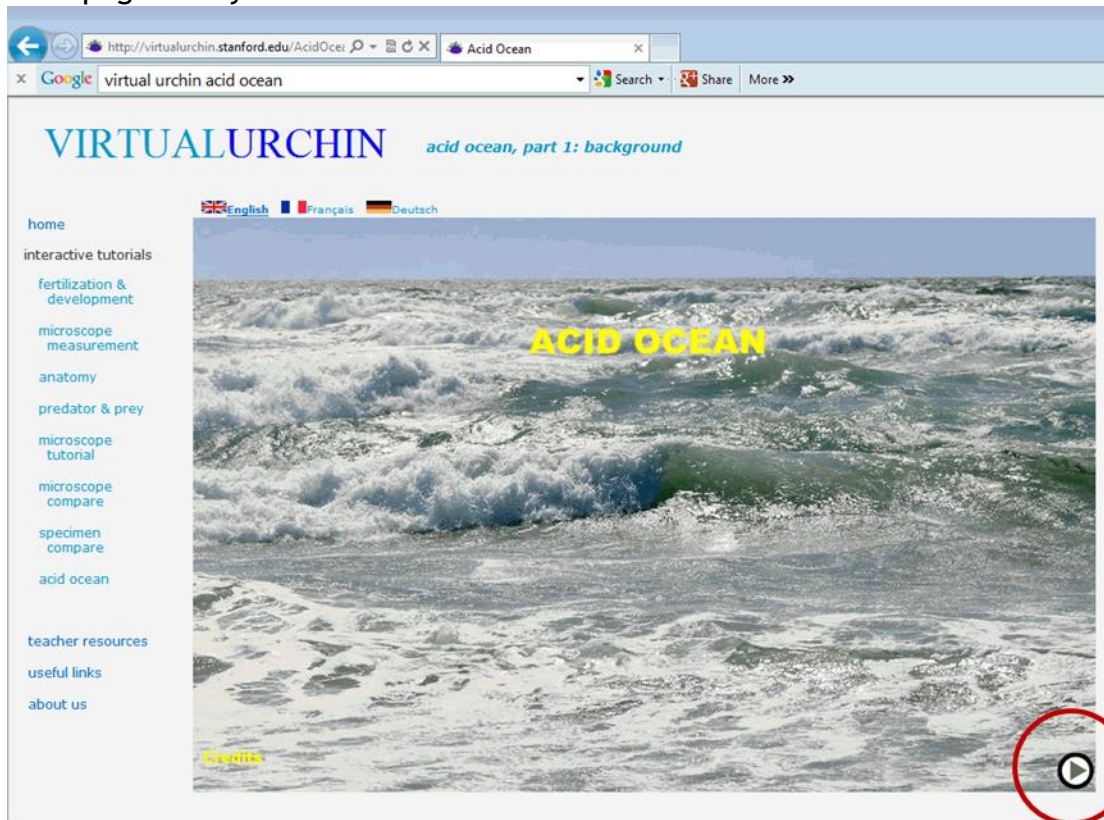 http://virtualurchin.stanford.edu/AcidOcea
Acid Ocean
Google virtual urchin acid ocean Search Share More »
VIRTUALURCHIN acid ocean, part 1: background
English Français Deutsch
home
interactive tutorials
fertilization &
development
microscope
measurement
anatomy
predator & prey
microscope
tutorial
microscope
compare
specimen
compare
acid ocean
teacher resources
useful links
about us
ACID OCEAN
Credits